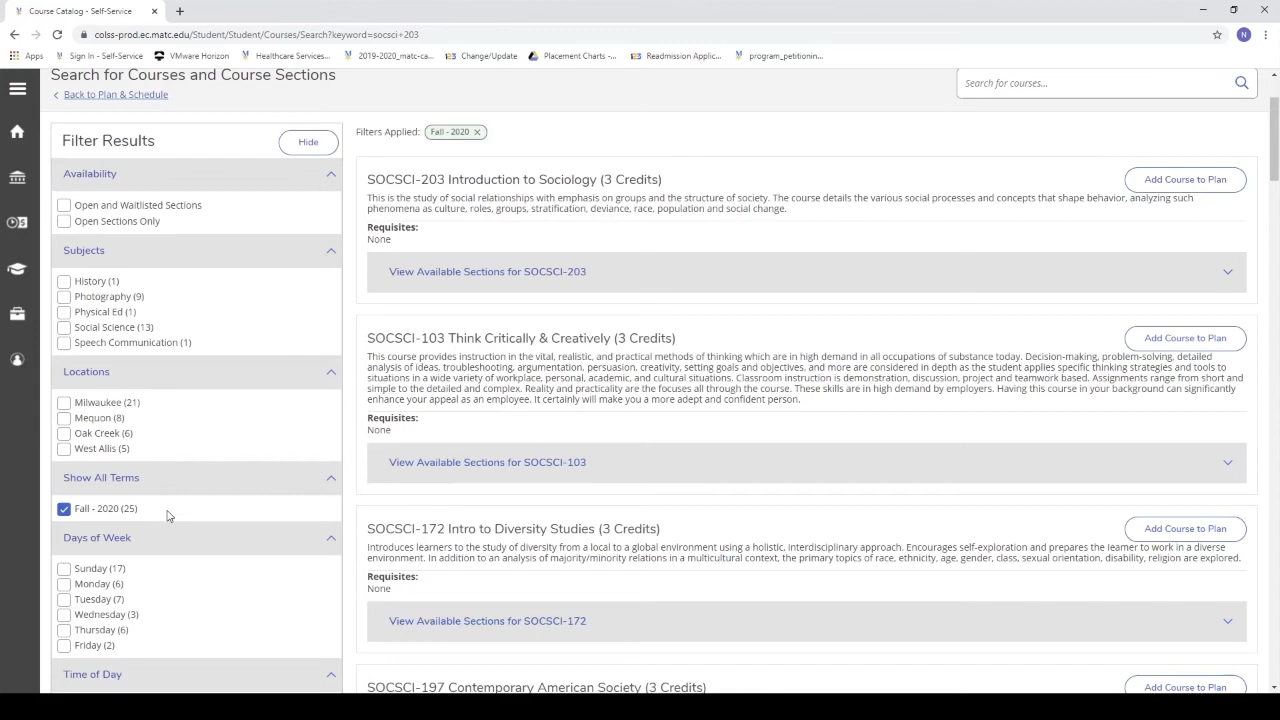 Course Catalog - Self-Service
colss-prod.ec.matc.edu/Student/Student/Courses/Search?keyword=socsci+203
N
Apps
Sign In - Self-Service
VMware Horizon
Healthcare Services...
2019-2020_matc-ca...
123 Change/Update
Placement Charts -...
123 Readmission Applic...
program_petitionin...
Search for Courses and Course Sections
Back to Plan & Schedule
Search for courses...
Filter Results
Hide
Availability
Open and Waitlisted Sections
Open Sections Only
Subjects
History (1)
Photography (9)
Physical Ed (1)
Social Science (13)
Speech Communication (1)
Locations
Milwaukee (21)
Mequon (8)
Oak Creek (6)
West Allis (5)
Show All Terms
Fall - 2020 (25)
Days of Week
Sunday (17)
Monday (6)
Tuesday (7)
Wednesday (3)
Thursday (6)
Friday (2)
Time of Day
Filters Applied: Fall - 2020
SOCSCI-203 Introduction to Sociology (3 Credits)
Add Course to Plan
This is the study of social relationships with emphasis on groups and the structure of society. The course details the various social processes and concepts that shape behavior, analyzing such
phenomena as culture, roles, groups, stratification, deviance, race, population and social change.
Requisites:
None
View Available Sections for SOCSCI-203
SOCSCI-103 Think Critically & Creatively (3 Credits)
Add Course to Plan
This course provides instruction in the vital, realistic, and practical methods of thinking which are in high demand in all occupations of substance today. Decision-making, problem-solving, detailed
analysis of ideas, troubleshooting, argumentation, persuasion, creativity, setting goals and objectives, and more are considered in depth as the student applies specific thinking strategies and tools to
situations in a wide variety of workplace, personal, academic, and cultural situations. Classroom instruction is demonstration, discussion, project and teamwork based. Assignments range from short and
simple to the detailed and complex. Reality and practicality are the focuses all through the course. These skills are in high demand by employers. Having this course in your background can significantly
enhance your appeal as an employee. It certainly will make you a more adept and confident person.
Requisites:
None
View Available Sections for SOCSCI-103
SOCSCI-172 Intro to Diversity Studies (3 Credits)
Add Course to Plan
Introduces learners to the study of diversity from a local to a global environment using a holistic, interdisciplinary approach. Encourages self-exploration and prepares the learner to work in a diverse
environment. In addition to an analysis of majority/minority relations in a multicultural context, the primary topics of race, ethnicity, age, gender, class, sexual orientation, disability, religion are explored.
Requisites:
None
View Available Sections for SOCSCI-172
SOCSCI-197 Contemporary American Society (3 Credits)
Add Course to Plan